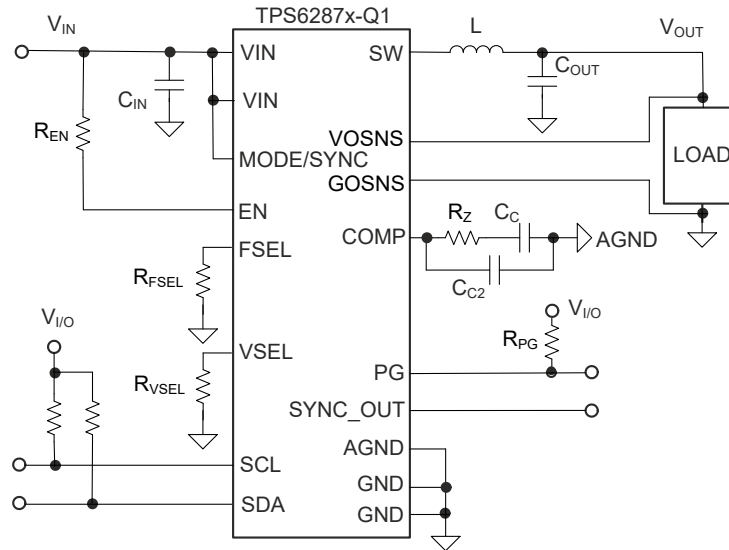 TPS6287x-Q1
VIN
VIN
VIN
CIN
REN
MODE/SYNC
EN
FSEL
RFSEL
VI/O
VSEL
RVSEL
SCL
SDA
SW
L
COUT
VOUT
VOSNS
GOSNS
LOAD
COMP
RZ
CC
CC2
AGND
VI/O
RPG
PG
SYNC_OUT
AGND
GND
GND